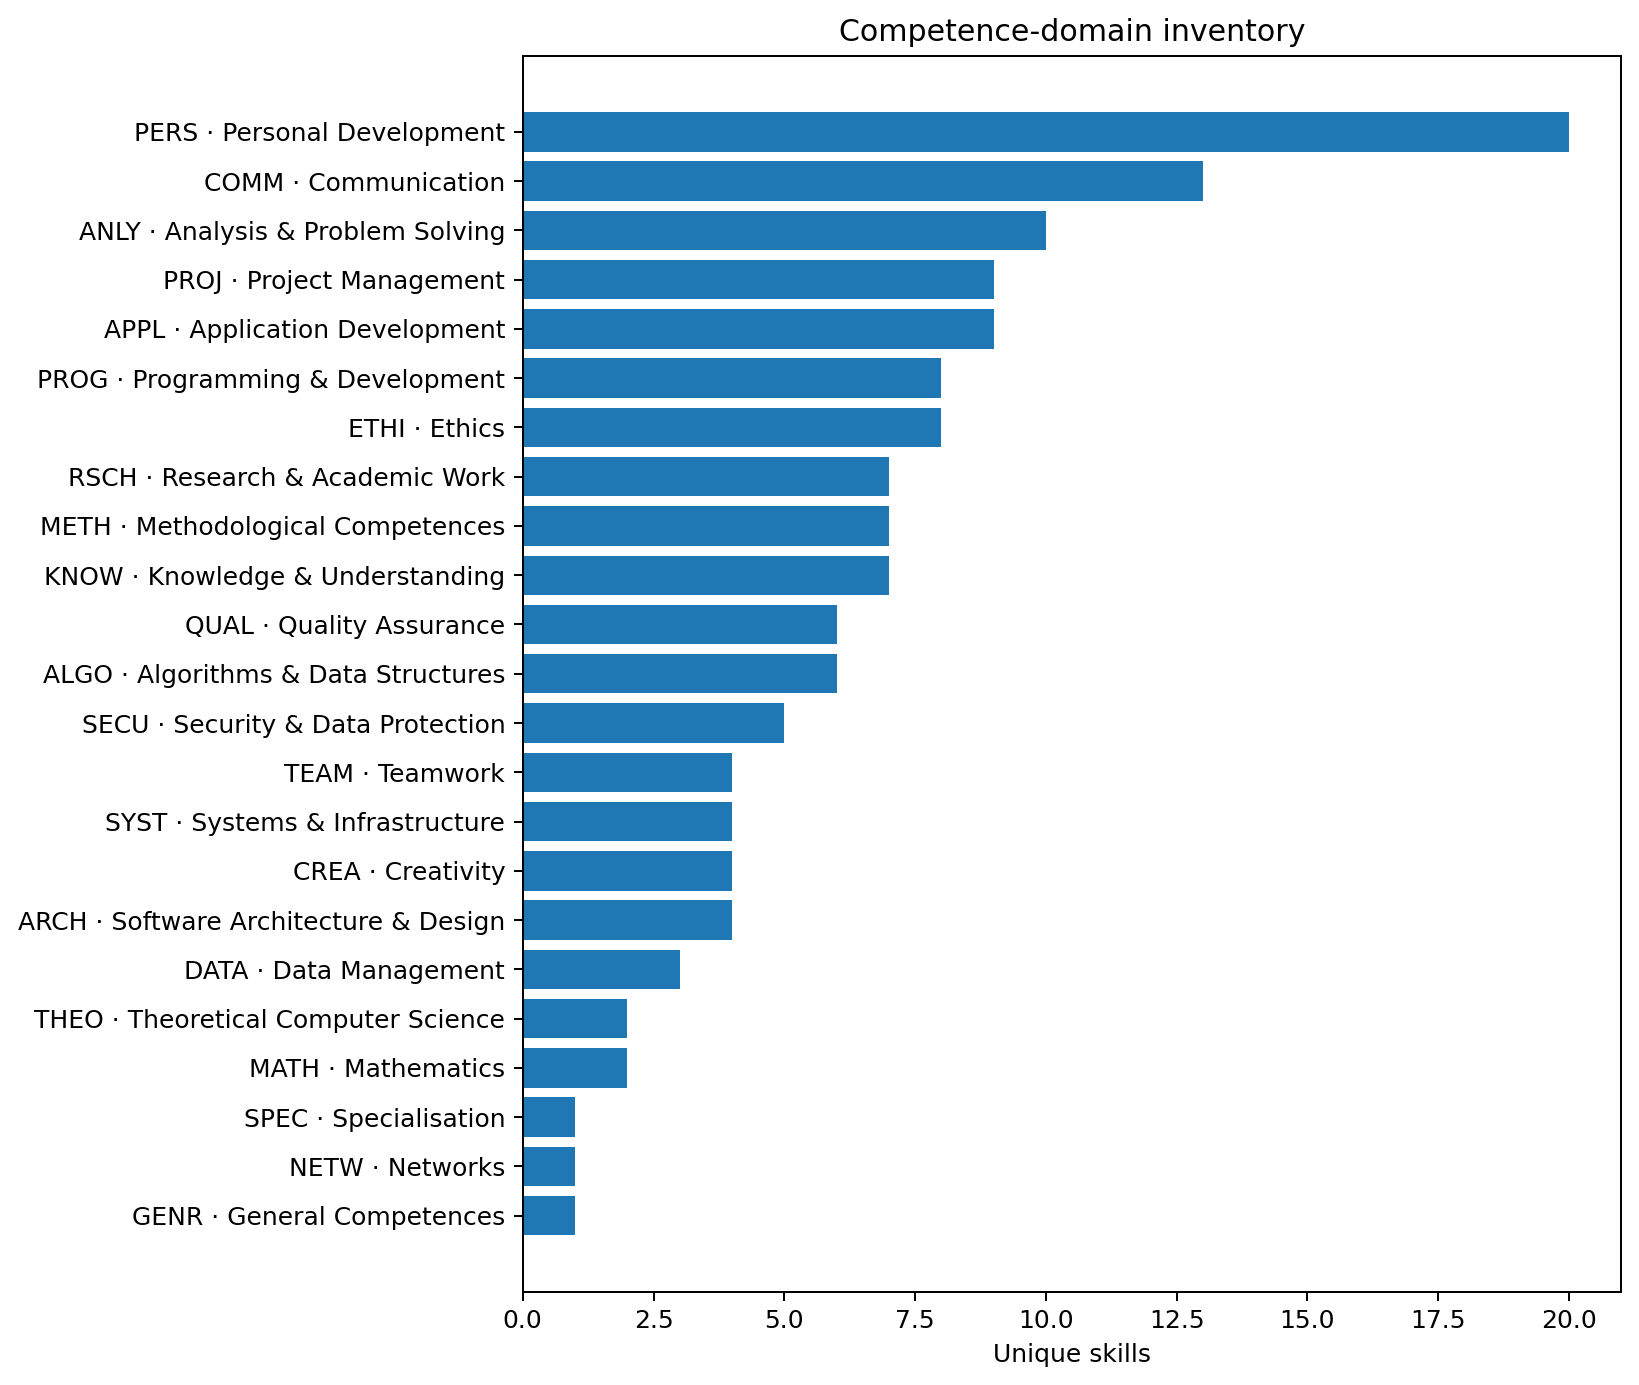 Competence-domain inventory
PERS · Personal Development
COMM · Communication
ANLY · Analysis & Problem Solving
PROJ · Project Management
APPL · Application Development
PROG · Programming & Development
ETHI · Ethics
RSCH · Research & Academic Work
METH · Methodological Competences
KNOW · Knowledge & Understanding
QUAL · Quality Assurance
ALGO · Algorithms & Data Structures
SECU · Security & Data Protection
TEAM · Teamwork
SYST · Systems & Infrastructure
CREA · Creativity
ARCH · Software Architecture & Design
DATA · Data Management
THEO · Theoretical Computer Science
MATH · Mathematics
SPEC · Specialisation
NETW · Networks
GENR · General Competences
0.0 2.5 5.0 7.5 10.0 12.5 15.0 17.5 20.0
Unique skills